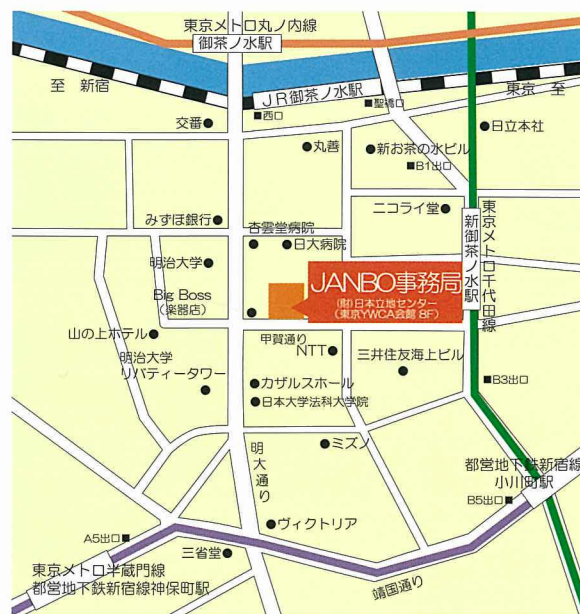 東京メトロ丸ノ内線
御茶ノ水駅
至 新宿
JR御茶ノ水駅
東京 至
聖橋口
西口
交番
日立本社
丸善
新お茶の水ビル
B1出口
みずほ銀行
ニコライ堂
東京メトロ千代田線
新御茶ノ水駅
杏雲堂病院
日大病院
明治大学
JANBO事務局
(財)日本立地センター
(東京YWCA会館 8F)
Big Boss
(楽器店)
山の上ホテル
甲賀通り
NTT
明治大学
リバティータワー
三井住友海上ビル
カザルスホール
B3出口
日本大学法科大学院
明大通り
ミズノ
都営地下鉄新宿線
小川町駅
B5出口
ヴィクトリア
A5出口
三省堂
東京メトロ半蔵門線
都営地下鉄新宿線神保町駅
靖国通り